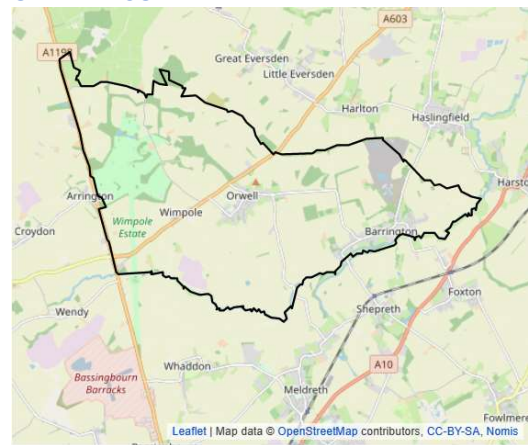 A603
A1198
Great Eversden
Little Eversden
Harlton
Haslingfield
Harsto
Arrington
Orwell
Wimpole
Wimpole
Estate
Croydon
Barrington
Foxton
Wendy
Shepreth
Whaddon
Bassingbourn
Barracks
A10
Meldreth
Fowlmere
Leaflet | Map data © OpenStreetMap contributors, CC-BY-SA, Nomis